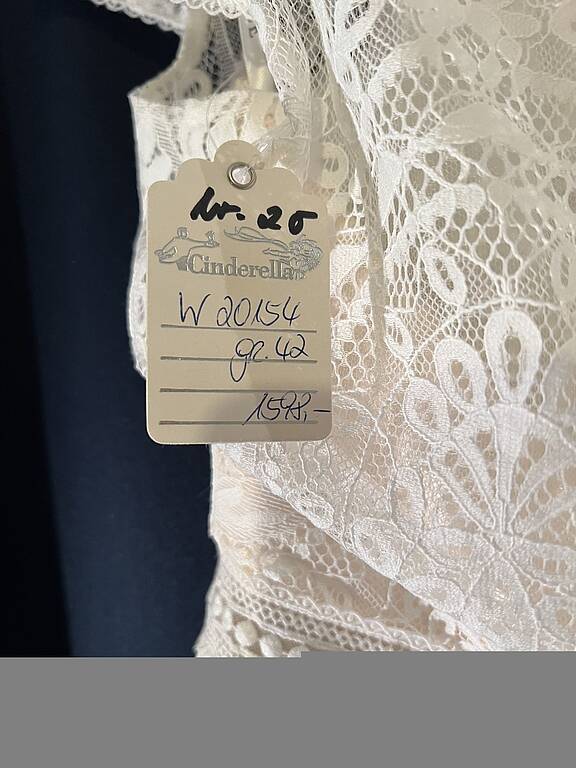 Nr. 20
Cinderella
W 20154
gr. 42
1598,-